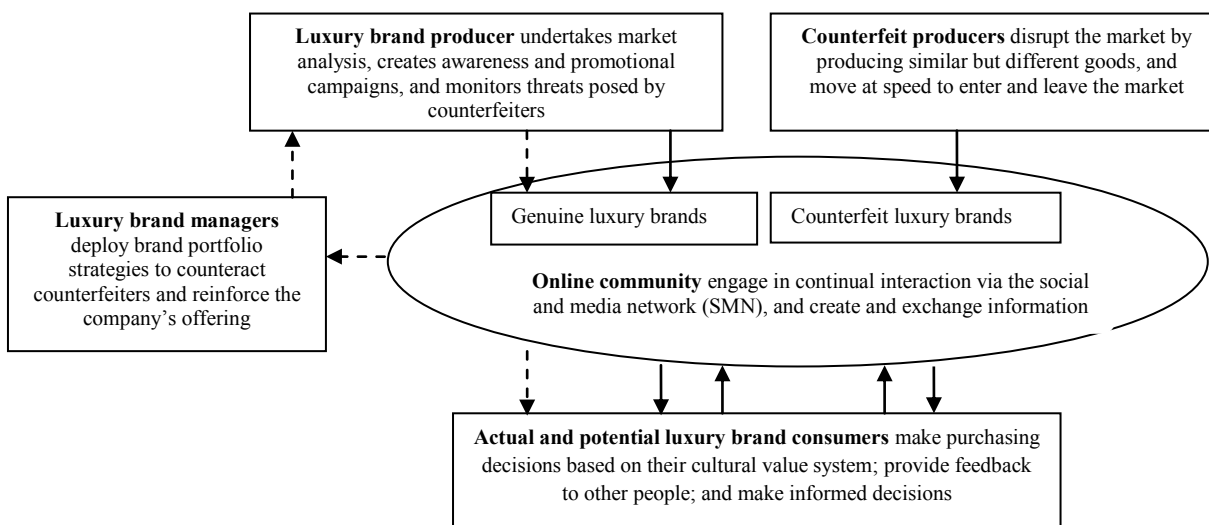 Luxury brand producer undertakes market
analysis, creates awareness and promotional
campaigns, and monitors threats posed by
counterfeiters
Counterfeit producers disrupt the market by
producing similar but different goods, and
move at speed to enter and leave the market
Luxury brand managers
deploy brand portfolio
strategies to counteract
counterfeiters and reinforce the
company’s offering
Genuine luxury brands
Counterfeit luxury brands
Online community engage in continual interaction via the social
and media network (SMN), and create and exchange information
Actual and potential luxury brand consumers make purchasing
decisions based on their cultural value system; provide feedback
to other people; and make informed decisions